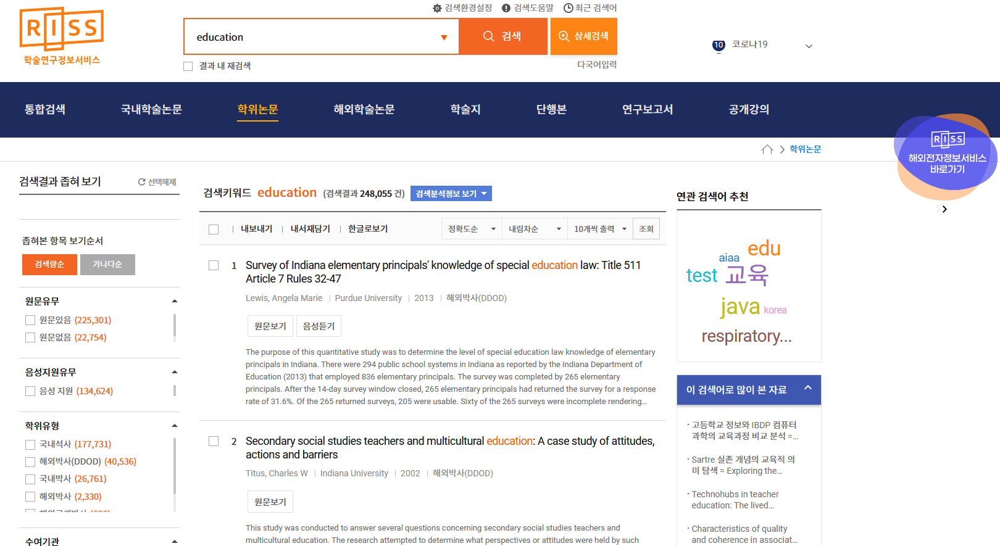 검색환경설정 검색도움말 최근 검색어
RISS
학술연구정보서비스
education
검색
상세검색
10 코로나19
결과 내 재검색
다국어입력
통합검색 국내학술논문 학위논문 해외학술논문 학술지 단행본 연구보고서 공개강의
RISS
해외전자정보서비스
바로가기
학위논문
검색결과 좁혀 보기
선택해제
좁혀본 항목 보기순서
검색량순 가나다순
원문유무
원문있음 (225,301)
원문없음 (22,754)
음성지원유무
음성 지원 (134,624)
학위유형
국내석사 (177,731)
해외박사(DDOD) (40,536)
국내박사 (26,761)
해외박사 (2,330)
수여기관
검색키워드 education (검색결과 248,055 건) 검색분석정보 보기
내보내기 내서재담기 한글로보기 정확도순 내림차순 10개씩 출력 조회
1 Survey of Indiana elementary principals' knowledge of special education law: Title 511
Article 7 Rules 32-47
Lewis, Angela Marie Purdue University 2013 해외박사(DDOD)
원문보기 음성듣기
The purpose of this quantitative study was to determine the level of special education law knowledge of elementary
principals in Indiana. There were 294 public school systems in Indiana as reported by the Indiana Department of
Education (2013) that employed 836 elementary principals. The survey was completed by 265 elementary
principals. After the 14-day survey window closed, 265 elementary principals had returned the survey for a response
rate of 31.6%. Of the 265 returned surveys, 205 were usable. Sixty of the 265 surveys were incomplete rendering…
2 Secondary social studies teachers and multicultural education: A case study of attitudes,
actions and barriers
Titus, Charles W Indiana University 2002 해외박사(DDOD)
원문보기
This study was conducted to answer several questions concerning secondary social studies teachers and
multicultural education. The research attempted to determine what perspectives or attitudes were held by such
연관 검색어 추천
edu
aiaa
test 교육
java korea
respiratory...
이 검색어로 많이 본 자료
· 고등학교 정보와 IBDP 컴퓨터
과학의 교육과정 비교 분석 =…
· Sartre 실존 개념의 교육적 의
미 탐색 = Exploring the…
· Technohubs in teacher
education: The lived…
· Characteristics of quality
and coherence in associat…